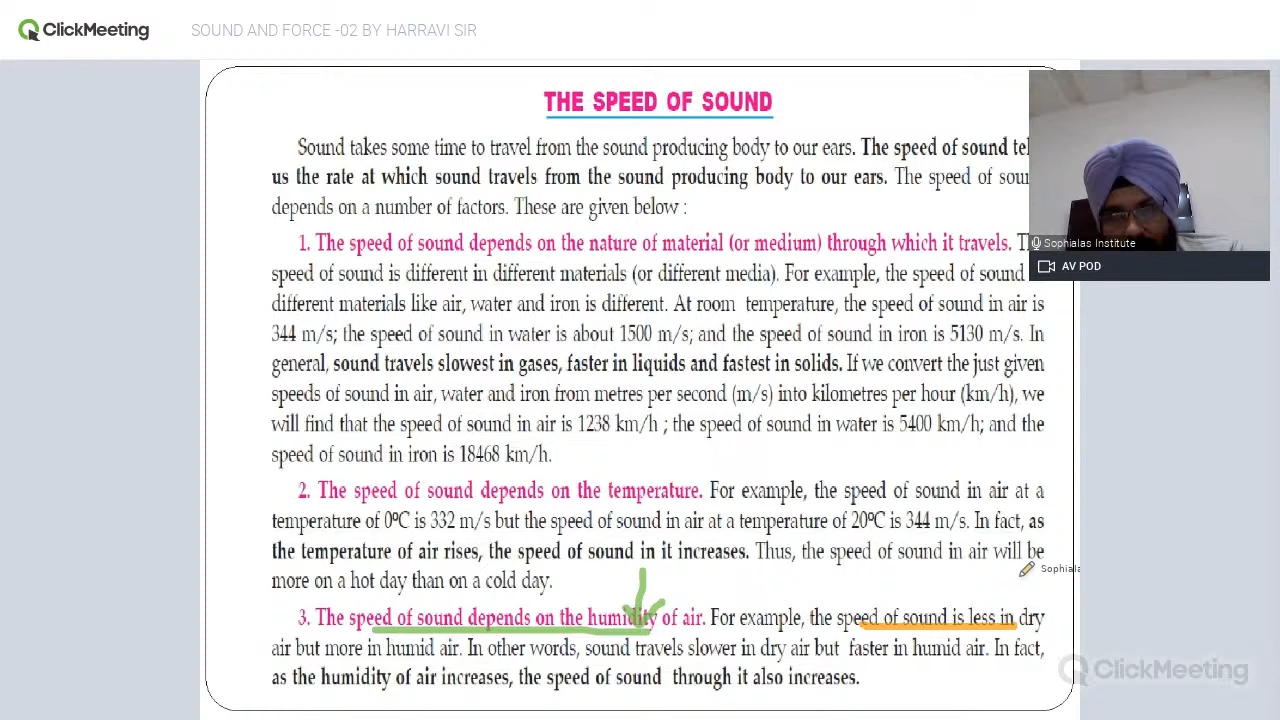 ClickMeeting
SOUND AND FORCE -02 BY HARRAVI SIR
THE SPEED OF SOUND
Sound takes some time to travel from the sound producing body to our ears. The speed of sound
us the rate at which sound travels from the sound producing body to our ears. The speed of
depends on a number of factors. These are given below :
1. The speed of sound depends on the nature of material (or medium) through which it travels.
speed of sound is different in different materials (or different media). For example, the speed of sound
different materials like air, water and iron is different. At room temperature, the speed of sound in air is
344 m/s; the speed of sound in water is about 1500 m/s; and the speed of sound in iron is 5130 m/s. In
general, sound travels slowest in gases, faster in liquids and fastest in solids. If we convert the just given
speeds of sound in air, water and iron from metres per second (m/s) into kilometres per hour (km/h), we
will find that the speed of sound in air is 1238 km/h ; the speed of sound in water is 5400 km/h; and the
speed of sound in iron is 18468 km/h.
2. The speed of sound depends on the temperature. For example, the speed of sound in air at a
temperature of 0ºC is 332 m/s but the speed of sound in air at a temperature of 20ºC is 344 m/s. In fact, as
the temperature of air rises, the speed of sound in it increases. Thus, the speed of sound in air will be
more on a hot day than on a cold day.
3. The speed of sound depends on the humidity of air. For example, the speed of sound is less in dry
air but more in humid air. In other words, sound travels slower in dry air but faster in humid air. In fact,
as the humidity of air increases, the speed of sound through it also increases.
Sophialas Institute
AV POD
Sophiala
ClickMeeting